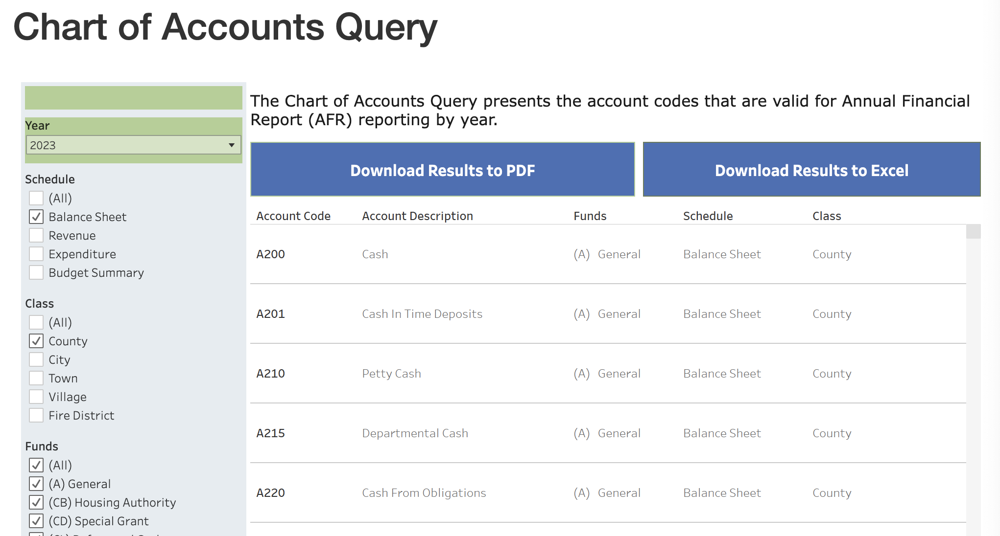 Chart of Accounts Query
Year
2023
Schedule
(All)
Balance Sheet
Revenue
Expenditure
Budget Summary
Class
(All)
County
City
Town
Village
Fire District
Funds
(All)
(A) General
(CB) Housing Authority
(CD) Special Grant
The Chart of Accounts Query presents the account codes that are valid for Annual Financial
Report (AFR) reporting by year.
Download Results to PDF Download Results to Excel
Account Code Account Description Funds Schedule Class
A200 Cash (A) General Balance Sheet County
A201 Cash In Time Deposits (A) General Balance Sheet County
A210 Petty Cash (A) General Balance Sheet County
A215 Departmental Cash (A) General Balance Sheet County
A220 Cash From Obligations (A) General Balance Sheet County